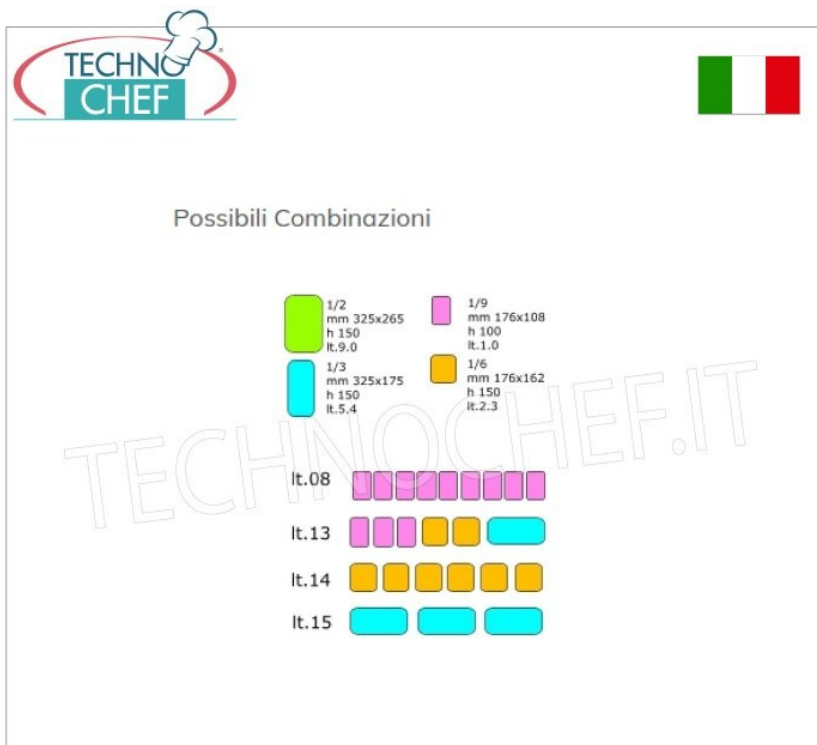 TECHNO
CHEF
Possibili Combinazioni
1/2
mm 325x265
h 150
lt.9.0
1/9
mm 176x108
h 100
lt.1.0
1/3
mm 325x175
h 150
lt.5.4
1/6
mm 176x162
h 150
lt.2.3
TECHNOCHEF.IT
lt.08
lt.13
lt.14
lt.15